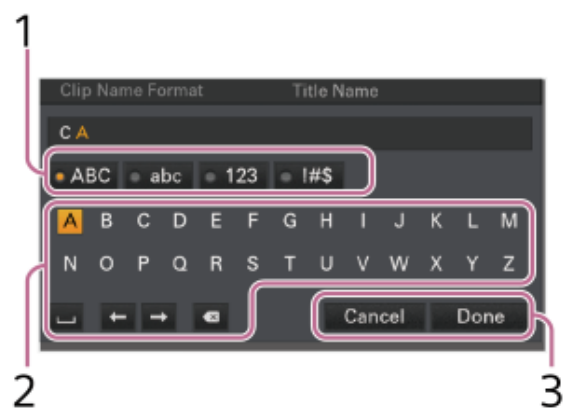 1
Clip Name Format Title Name
C A
ABC abc 123 !#$
A B C D E F G H I J K L M
N O P Q R S T U V W X Y Z
Cancel Done
2 3